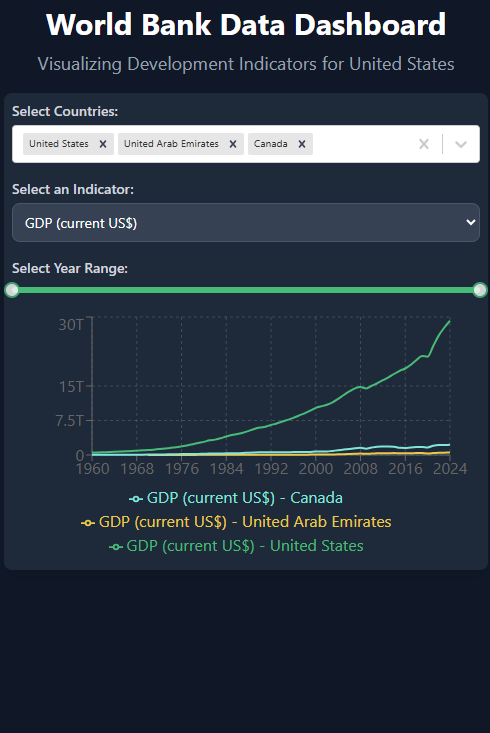 World Bank Data Dashboard
Visualizing Development Indicators for United States
Select Countries:
United States United Arab Emirates Canada
Select an Indicator:
GDP (current US$)
Select Year Range:
30T
15T
7.5T
0
1960 1968 1976 1984 1992 2000 2008 2016 2024
GDP (current US$) - Canada
GDP (current US$) - United Arab Emirates
GDP (current US$) - United States